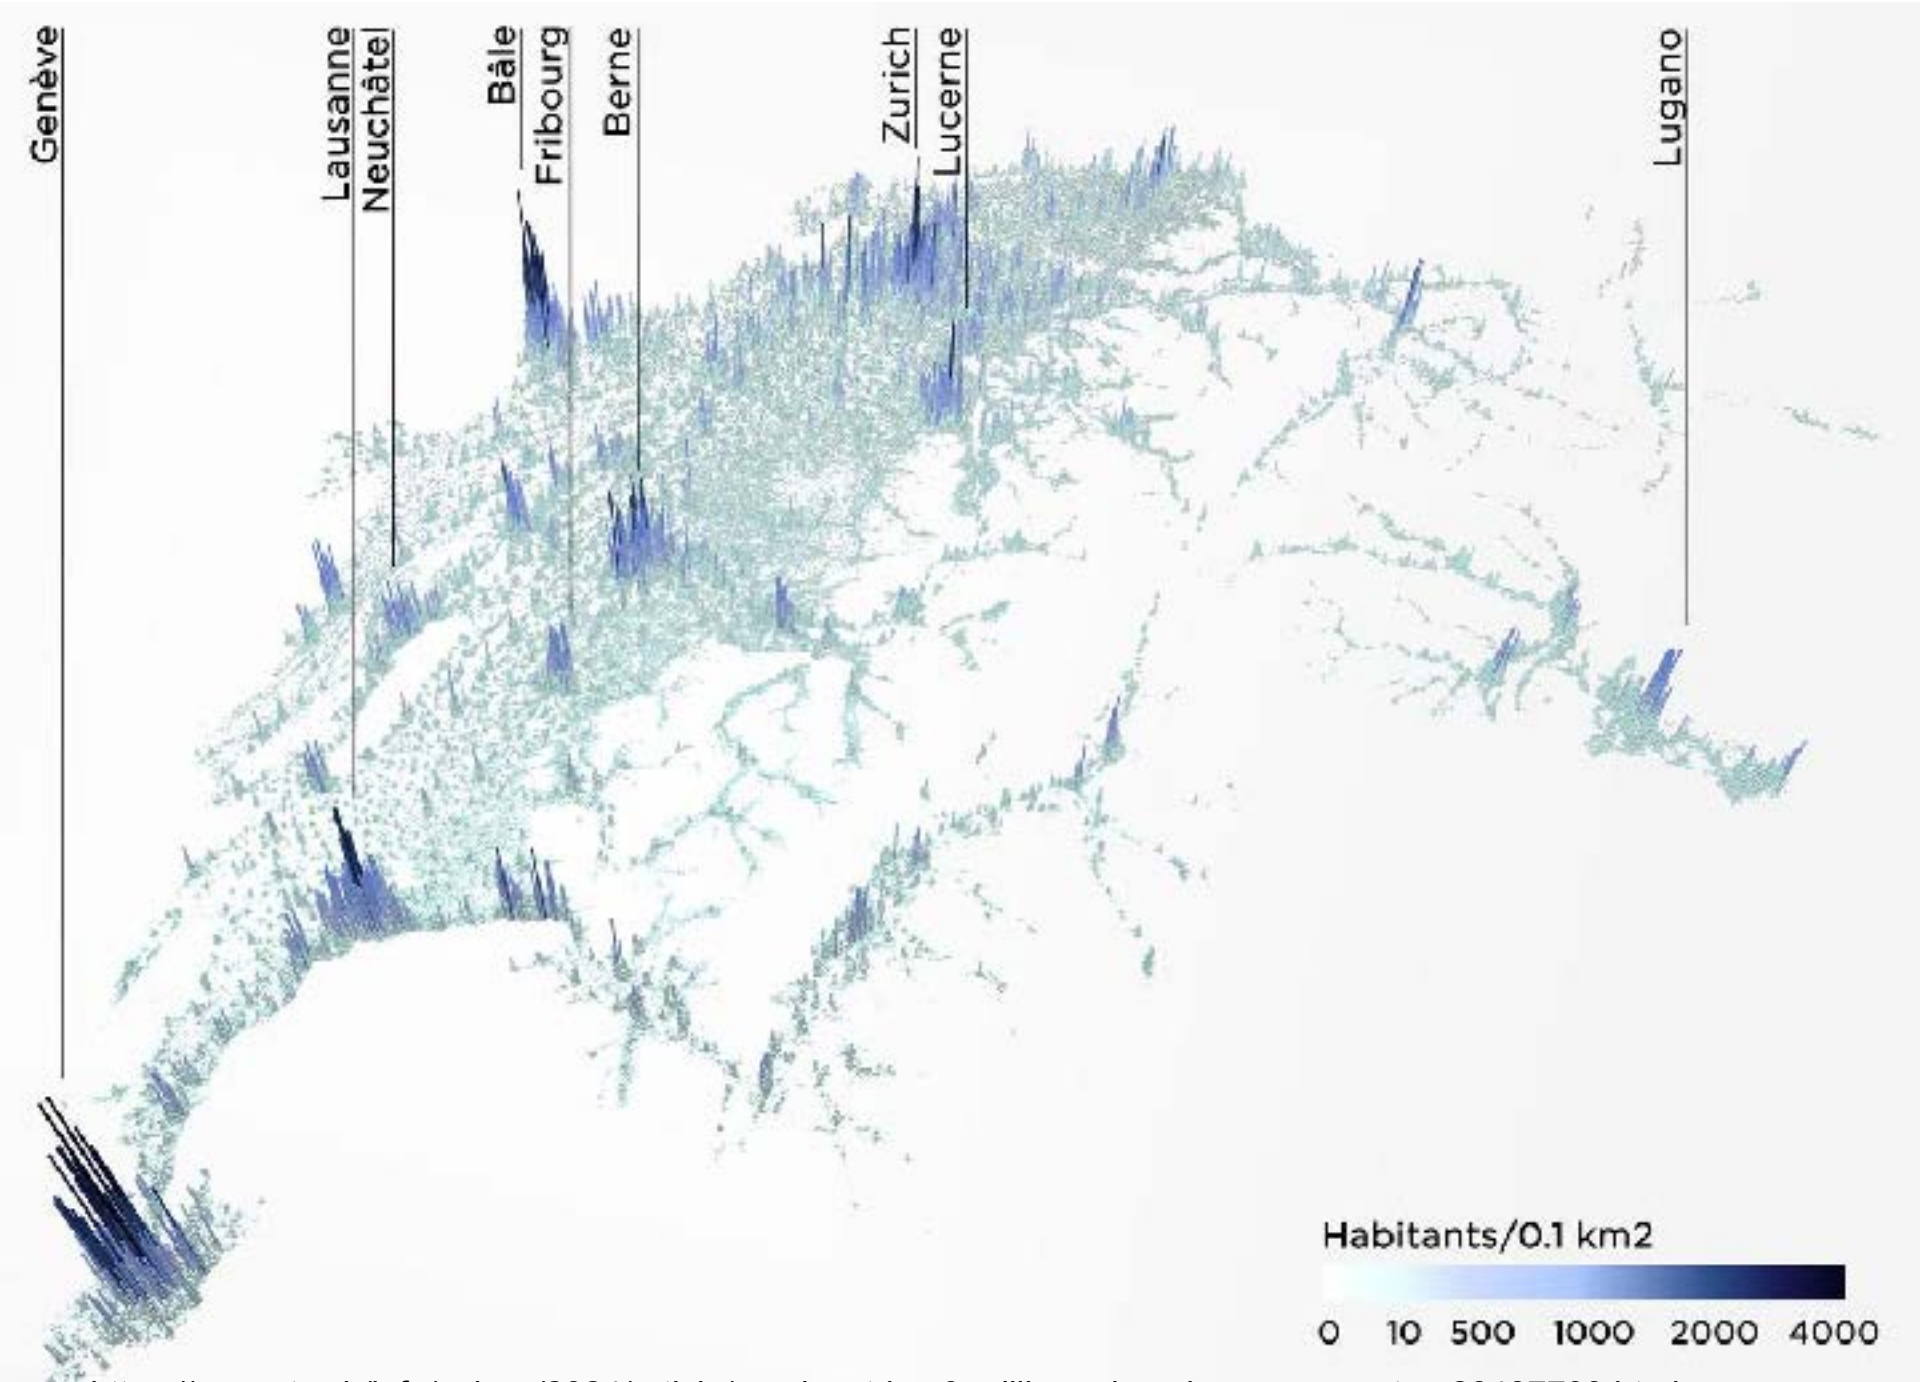 Genève
Lausanne
Neuchâtel
Bâle
Fribourg
Berne
Zurich
Lucerne
Lugano
Habitants/0.1 km2
0 10 500 1000 2000 4000